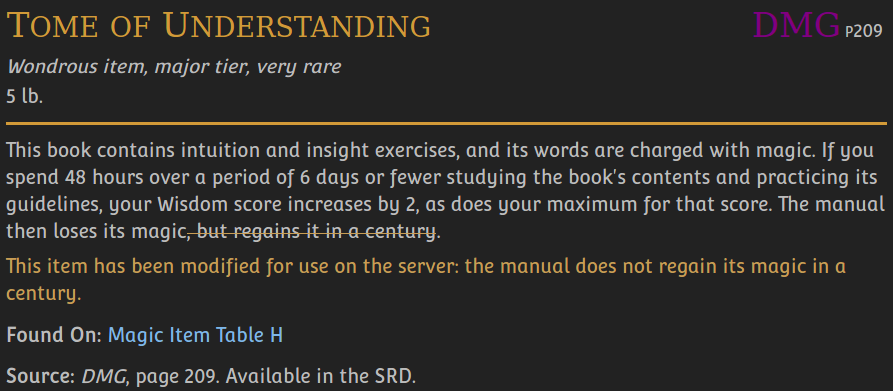 Tome of Understanding
DMG P209
Wondrous item, major tier, very rare
5 lb.
This book contains intuition and insight exercises, and its words are charged with magic. If you
spend 48 hours over a period of 6 days or fewer studying the book's contents and practicing its
guidelines, your Wisdom score increases by 2, as does your maximum for that score. The manual
then loses its magic, but regains it in a century.
This item has been modified for use on the server: the manual does not regain its magic in a
century.
Found On: Magic Item Table H
Source: DMG, page 209. Available in the SRD.